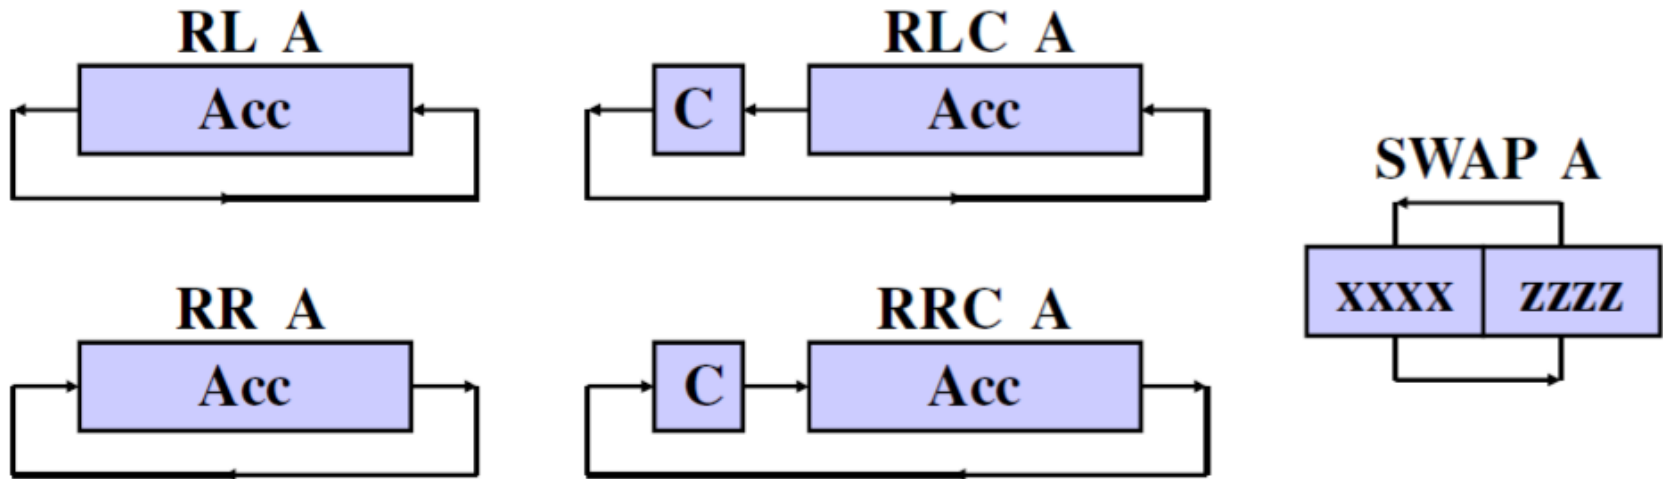 RL A
Acc
RLC A
C
Acc
SWAP A
xxxx
zzzz
RR A
Acc
RRC A
C
Acc